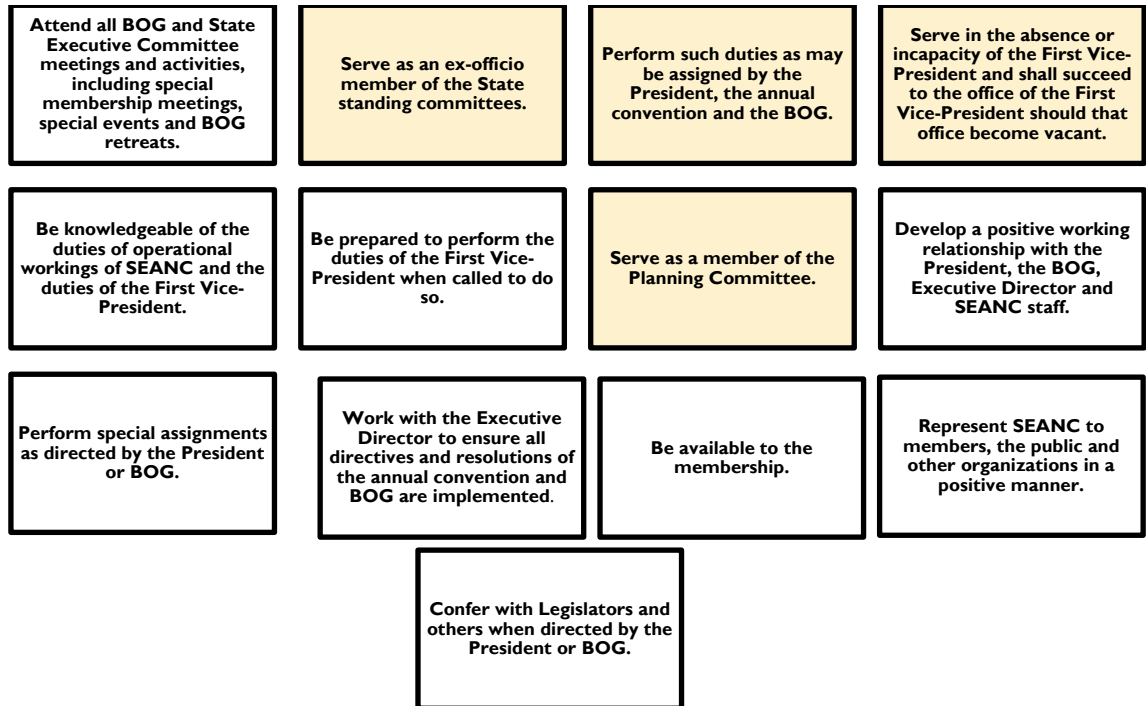 Attend all BOG and State
Executive Committee
meetings and activities,
including special
membership meetings,
special events and BOG
retreats.
Serve as an ex-officio
member of the State
standing committees.
Perform such duties as may
be assigned by the
President, the annual
convention and the BOG.
Serve in the absence or
incapacity of the First Vice-
President and shall succeed
to the office of the First
Vice-President should that
office become vacant.
Be knowledgeable of the
duties of operational
workings of SEANC and the
duties of the First Vice-
President.
Be prepared to perform the
duties of the First Vice-
President when called to do
so.
Serve as a member of the
Planning Committee.
Develop a positive working
relationship with the
President, the BOG,
Executive Director and
SEANC staff.
Perform special assignments
as directed by the President
or BOG.
Work with the Executive
Director to ensure all
directives and resolutions of
the annual convention and
BOG are implemented.
Be available to the
membership.
Represent SEANC to
members, the public and
other organizations in a
positive manner.
Confer with Legislators and
others when directed by the
President or BOG.